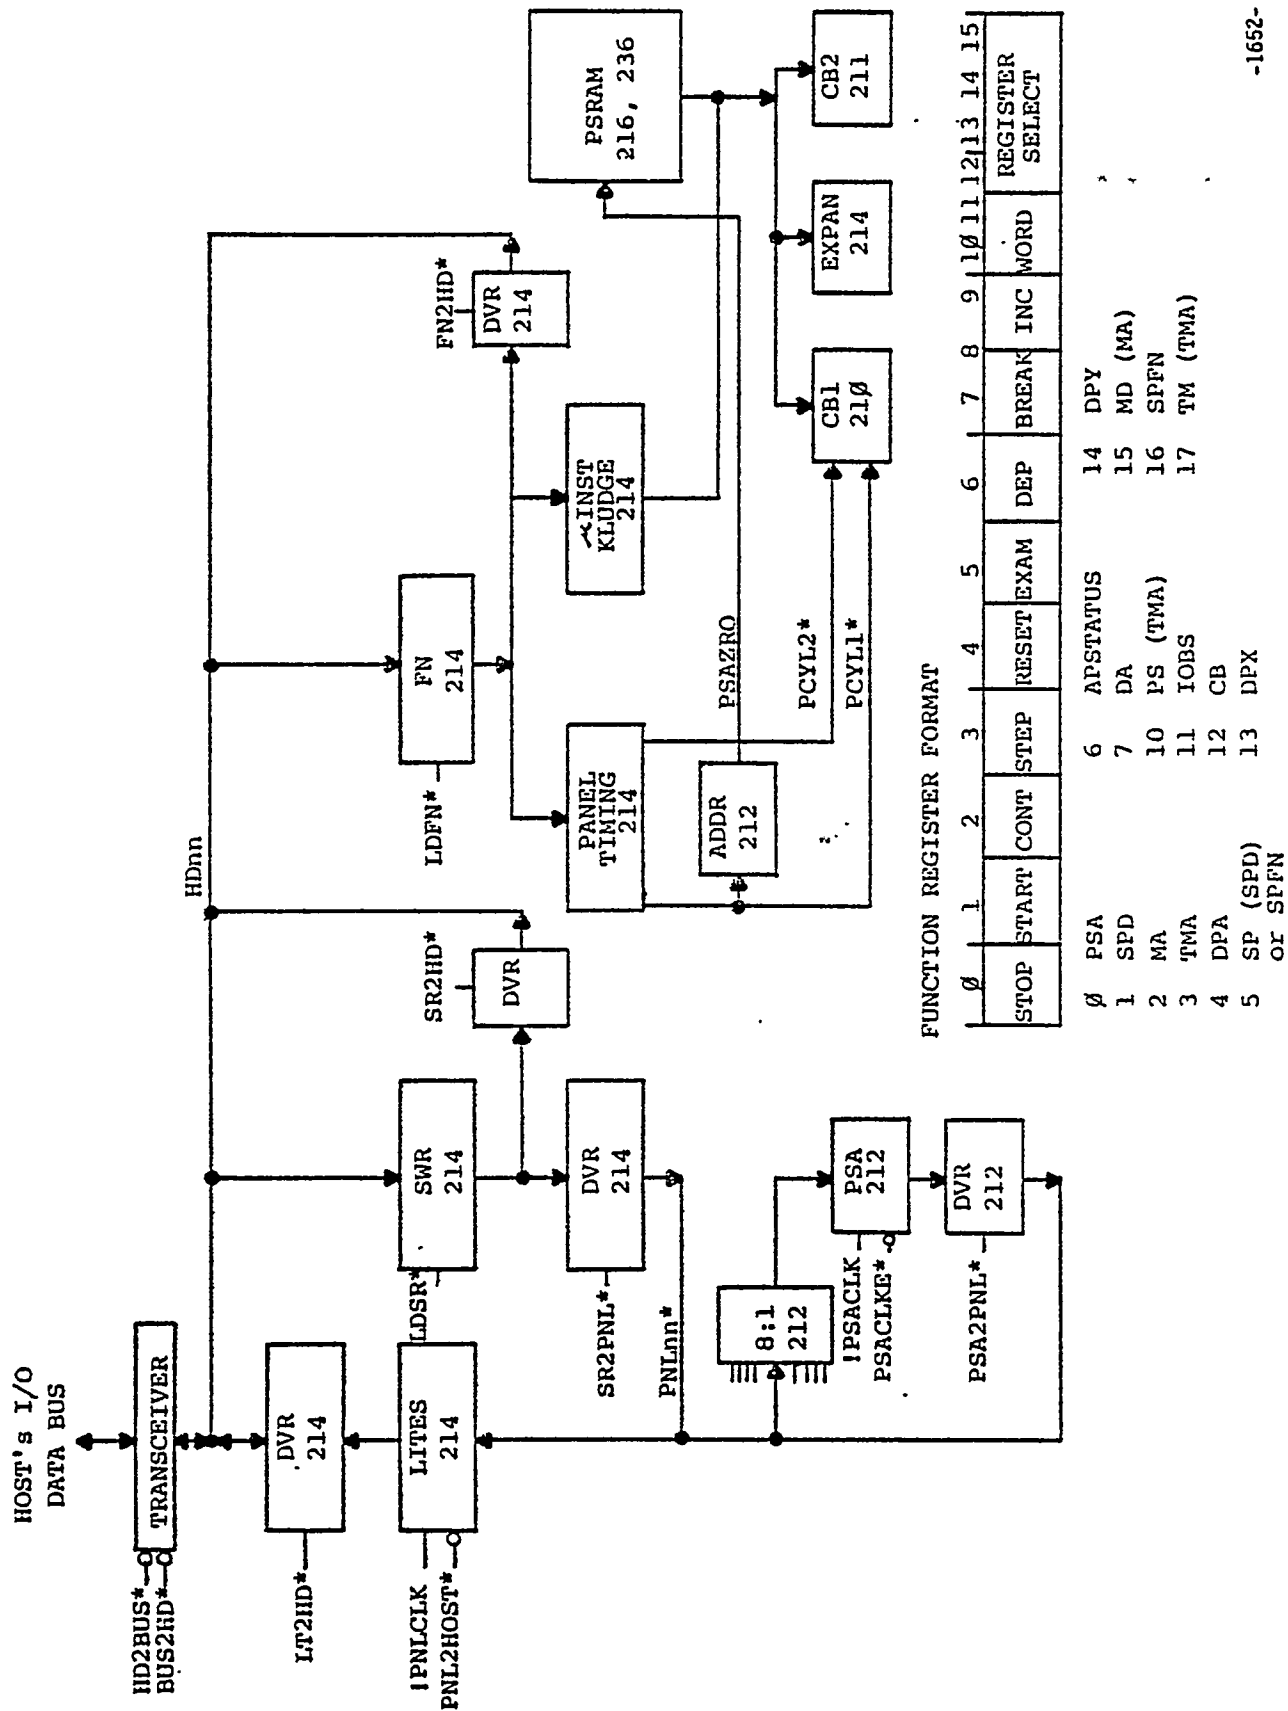 HOST's I/O
DATA BUS
HD2BUS*
BUS2HD*
TRANSCEIVER
HDnn
LT2HD*
DVR
214
!PNLCLK
PNL2HOST*
LITES
214
LDSR*
SWR
214
SR2HD*
DVR
LDFN*
FN
214
FN2HD*
DVR
214
SR2PNL*
DVR
214
PNLnn*
PANEL
TIMING
214
μINST
KLUDGE
214
PSRAM
216, 236
8:1
212
!PSACLK
PSACLKE*
PSA
212
PSA2PNL*
DVR
212
ADDR
212
PSAZRO
PCYL2*
PCYL1*
CB1
21Ø
EXPAN
214
CB2
211
FUNCTION REGISTER FORMAT
Ø 1 2 3 4 5 6 7 8 9 1Ø 11 12 13 14 15
STOP START CONT STEP RESET EXAM DEP BREAK INC WORD REGISTER
SELECT
Ø PSA 6 APSTATUS 14 DPY
1 SPD 7 DA 15 MD (MA)
2 MA 10 PS (TMA) 16 SPFN
3 TMA 11 IOBS 17 TM (TMA)
4 DPA 12 CB
5 SP (SPD) 13 DPX
or SPFN
-1652-